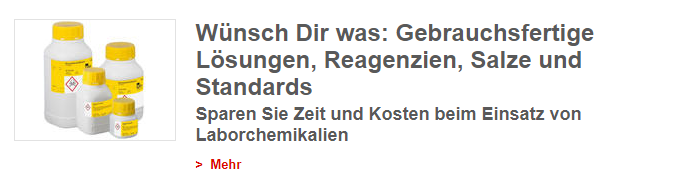 Wünsch Dir was: Gebrauchsfertige
Lösungen, Reagenzien, Salze und
Standards
Sparen Sie Zeit und Kosten beim Einsatz von
Laborchemikalien
> Mehr